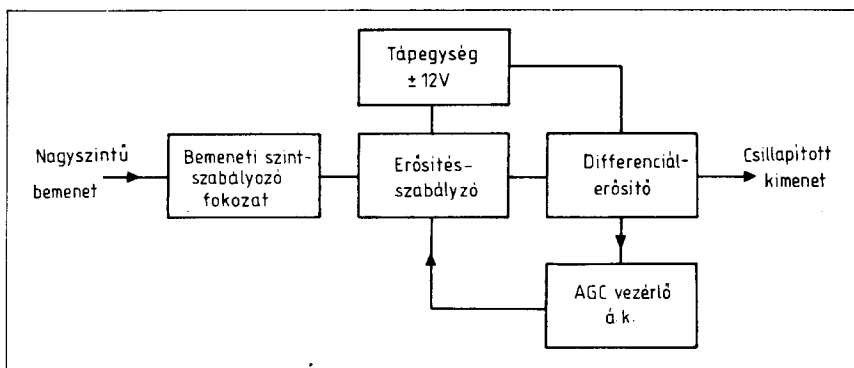 Tápegység
± 12V
Nagyszintű
bemenet
Bemeneti szint-
szabályozó
fokozat
Erősítés-
szabályzó
Differenciál-
erősítő
Csillapított
kimenet
AGC vezérlő
á.k.